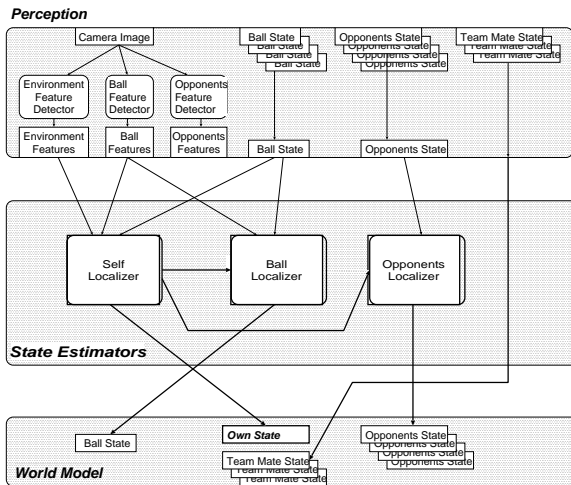 Perception
Camera Image
Ball State
Ball State
Ball State
Ball State
Opponents State
Opponents State
Opponents State
Opponents State
Team Mate State
Team Mate State
Team Mate State
Environment
Feature
Detector
Ball
Feature
Detector
Opponents
Feature
Detector
Environment
Features
Ball
Features
Opponents
Features
Ball State
Opponents State
Self
Localizer
Ball
Localizer
Opponents
Localizer
State Estimators
Ball State
Own State
Team Mate State
Team Mate State
Team Mate State
Opponents State
Opponents State
Opponents State
Opponents State
World Model